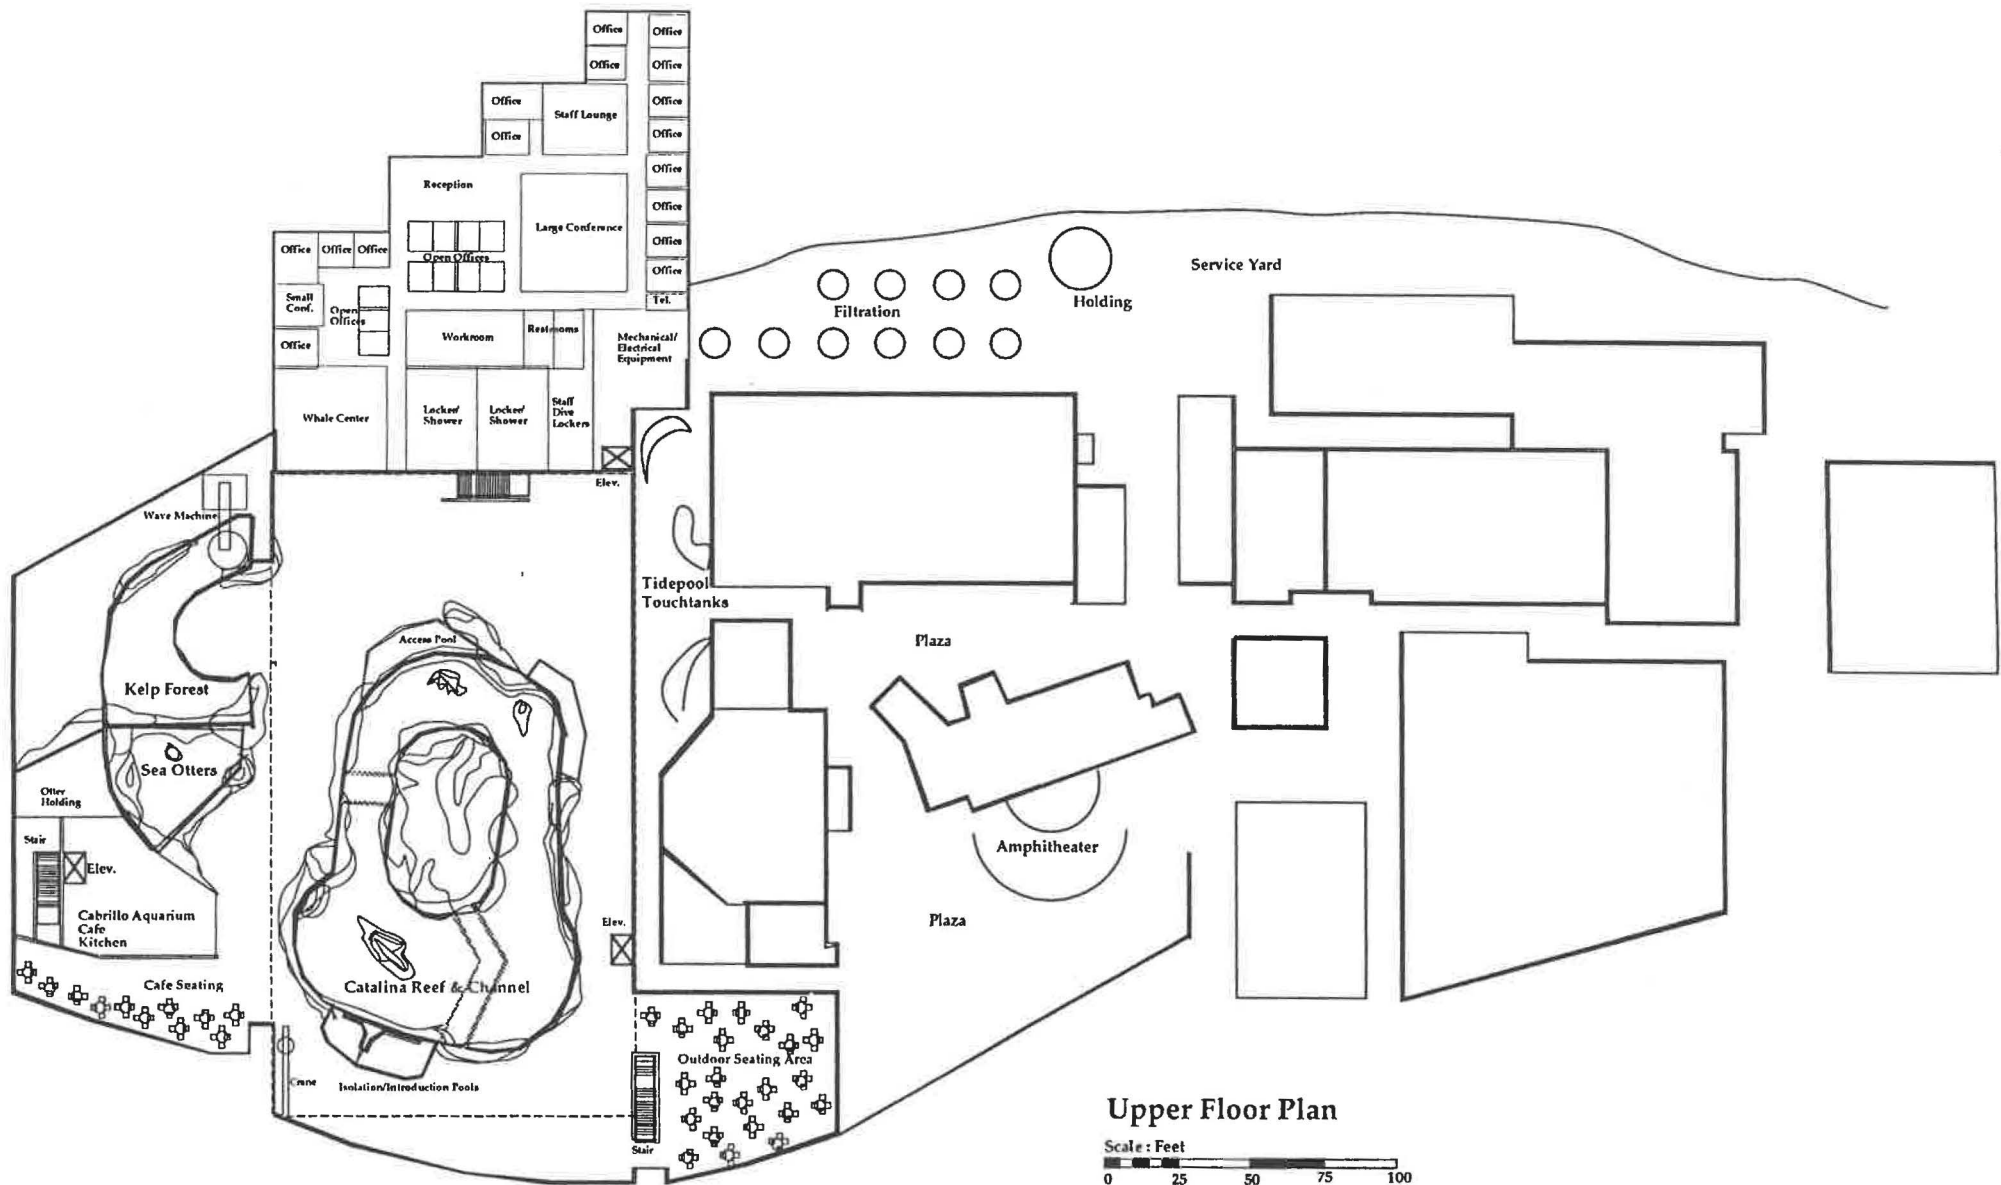 Office
Office
Office
Office
Office
Staff Lounge
Office
Office
Office
Office
Reception
Office
Large Conference
Office
Office
Office
Office
Office
Open Offices
Office
Tel.
Small
Conf.
Open
Offices
Office
Workroom
Restrooms
Mechanical/
Electrical
Equipment
Whale Center
Locker/
Shower
Locker/
Shower
Staff
Dive
Lockers
Elev.
Filtration
Holding
Service Yard
Wave Machine
Tidepool
Touchtanks
Access Pool
Plaza
Kelp Forest
Sea Otters
Otter
Holding
Stair
Elev.
Cabrillo Aquarium
Cafe
Kitchen
Elev.
Amphitheater
Plaza
Cafe Seating
Catalina Reef & Channel
Crane
Isolation/Introduction Pools
Outdoor Seating Area
Stair
Upper Floor Plan
Scale : Feet
0 25 50 75 100